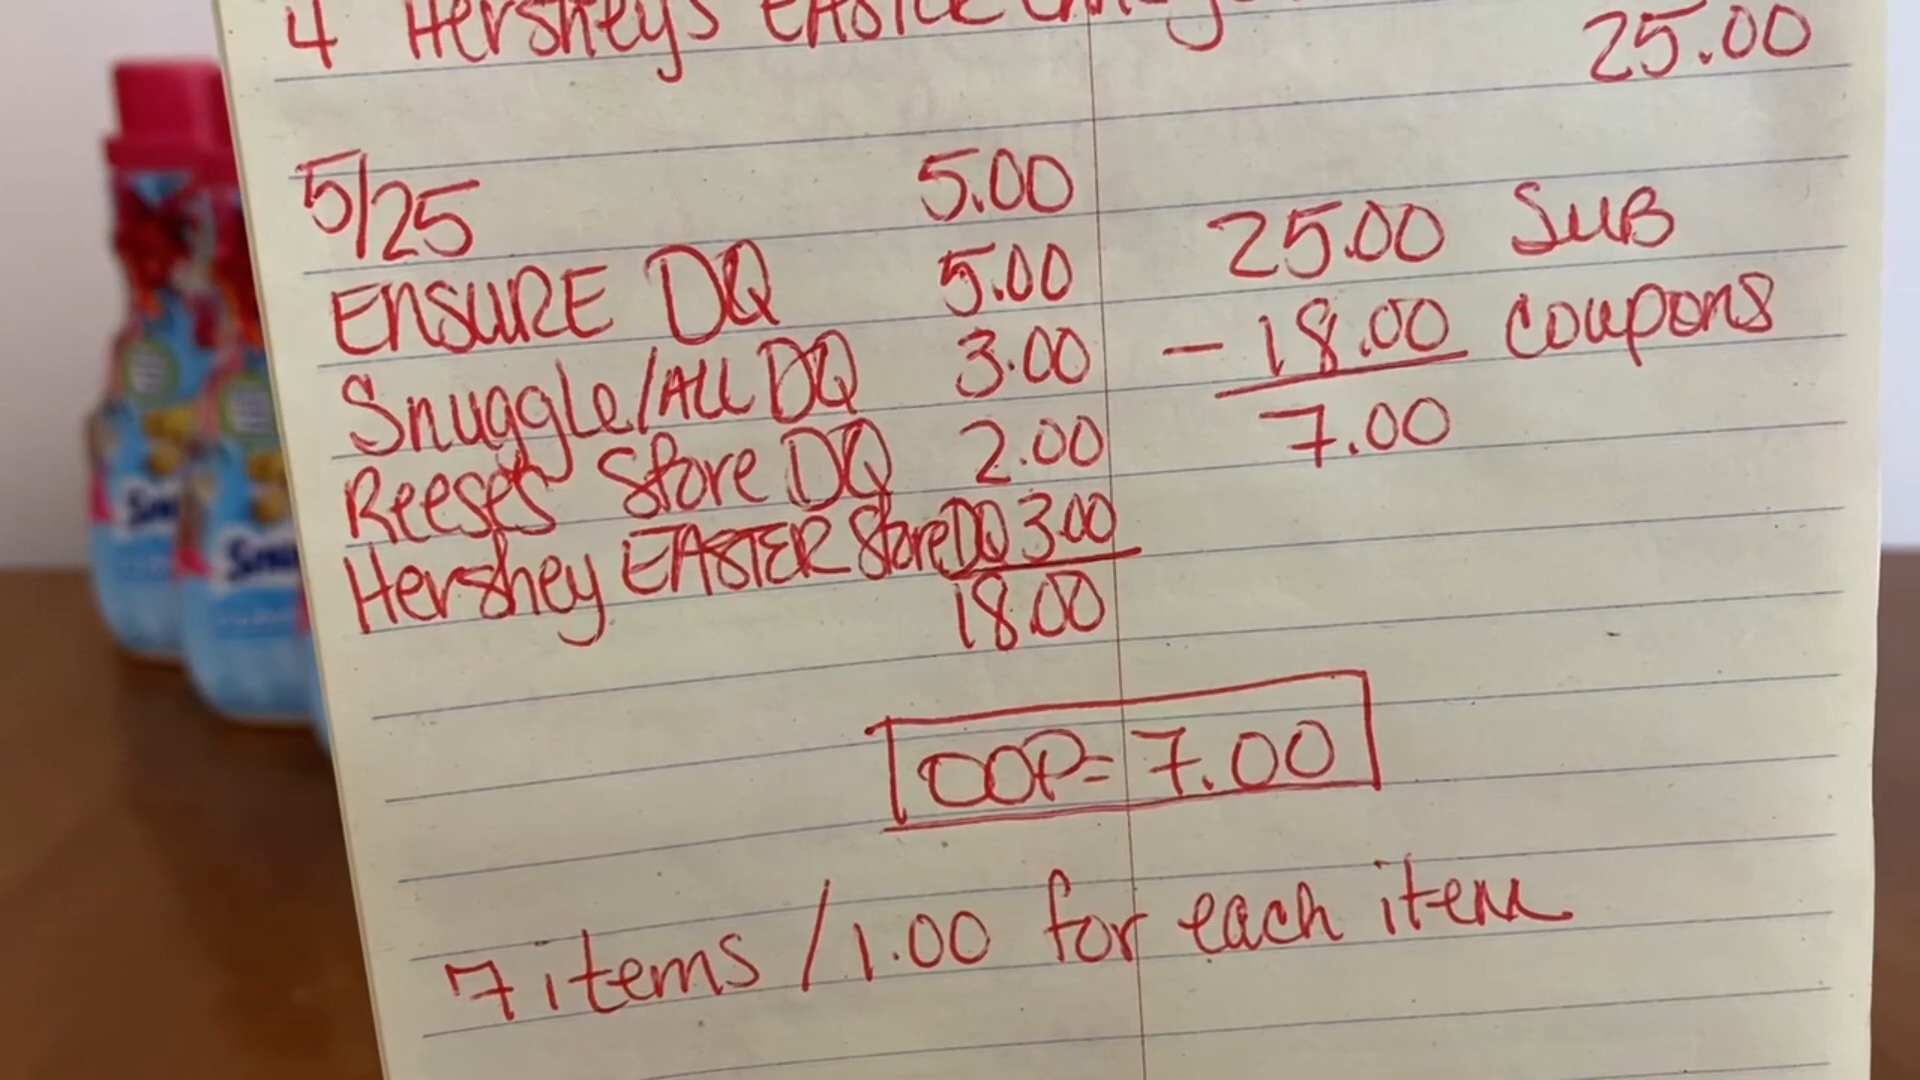 4 Hershey's EASTER
25.00
5/25 5.00
ENSURE DQ 5.00
Snuggle/ALL DQ 3.00
Reeses Store DQ 2.00
Hershey EASTER Store DQ 3.00
18.00
25.00 SUB
- 18.00 coupons
7.00
OOP= 7.00
7 items / 1.00 for each item